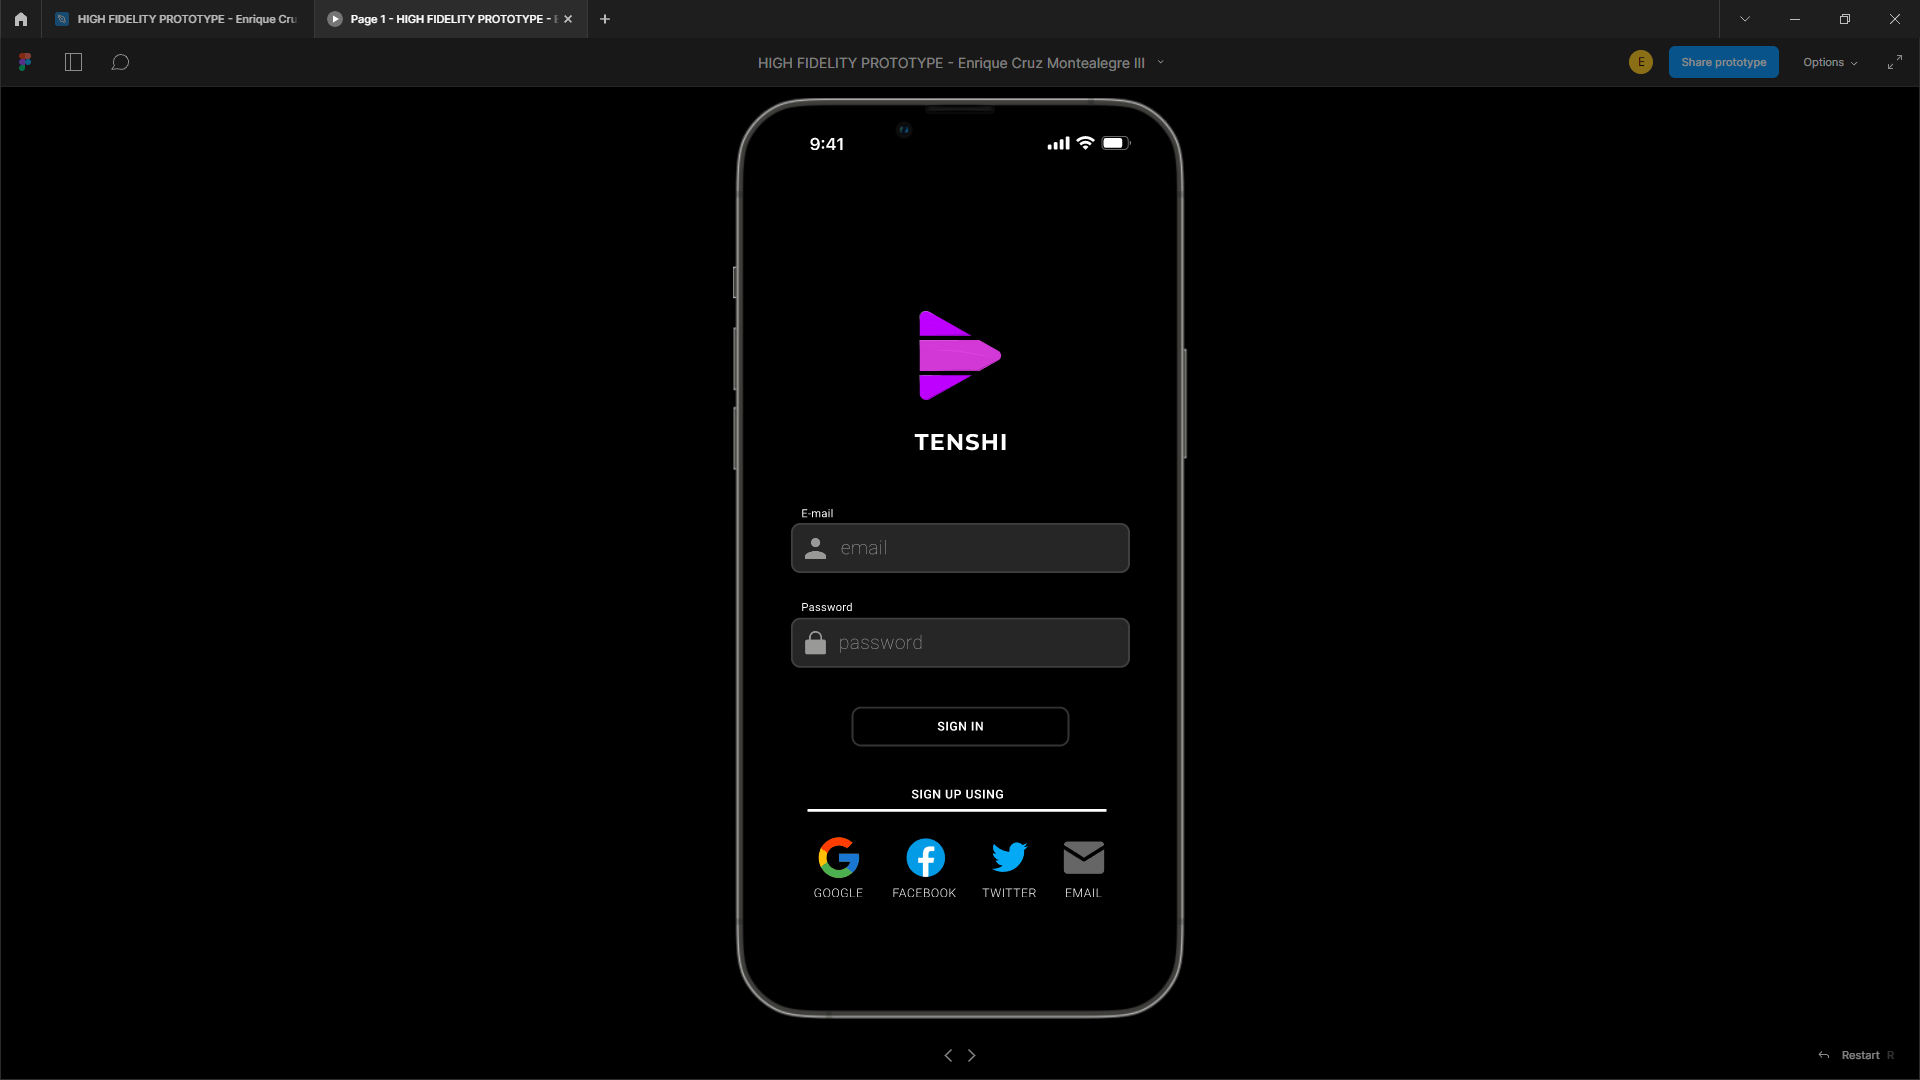 HIGH FIDELITY PROTOTYPE - Enrique Cru
Page 1 - HIGH FIDELITY PROTOTYPE -
HIGH FIDELITY PROTOTYPE - Enrique Cruz Montealegre III
E
Share prototype
Options
9:41
TENSHI
E-mail
email
Password
password
SIGN IN
SIGN UP USING
GOOGLE FACEBOOK TWITTER EMAIL
Restart R